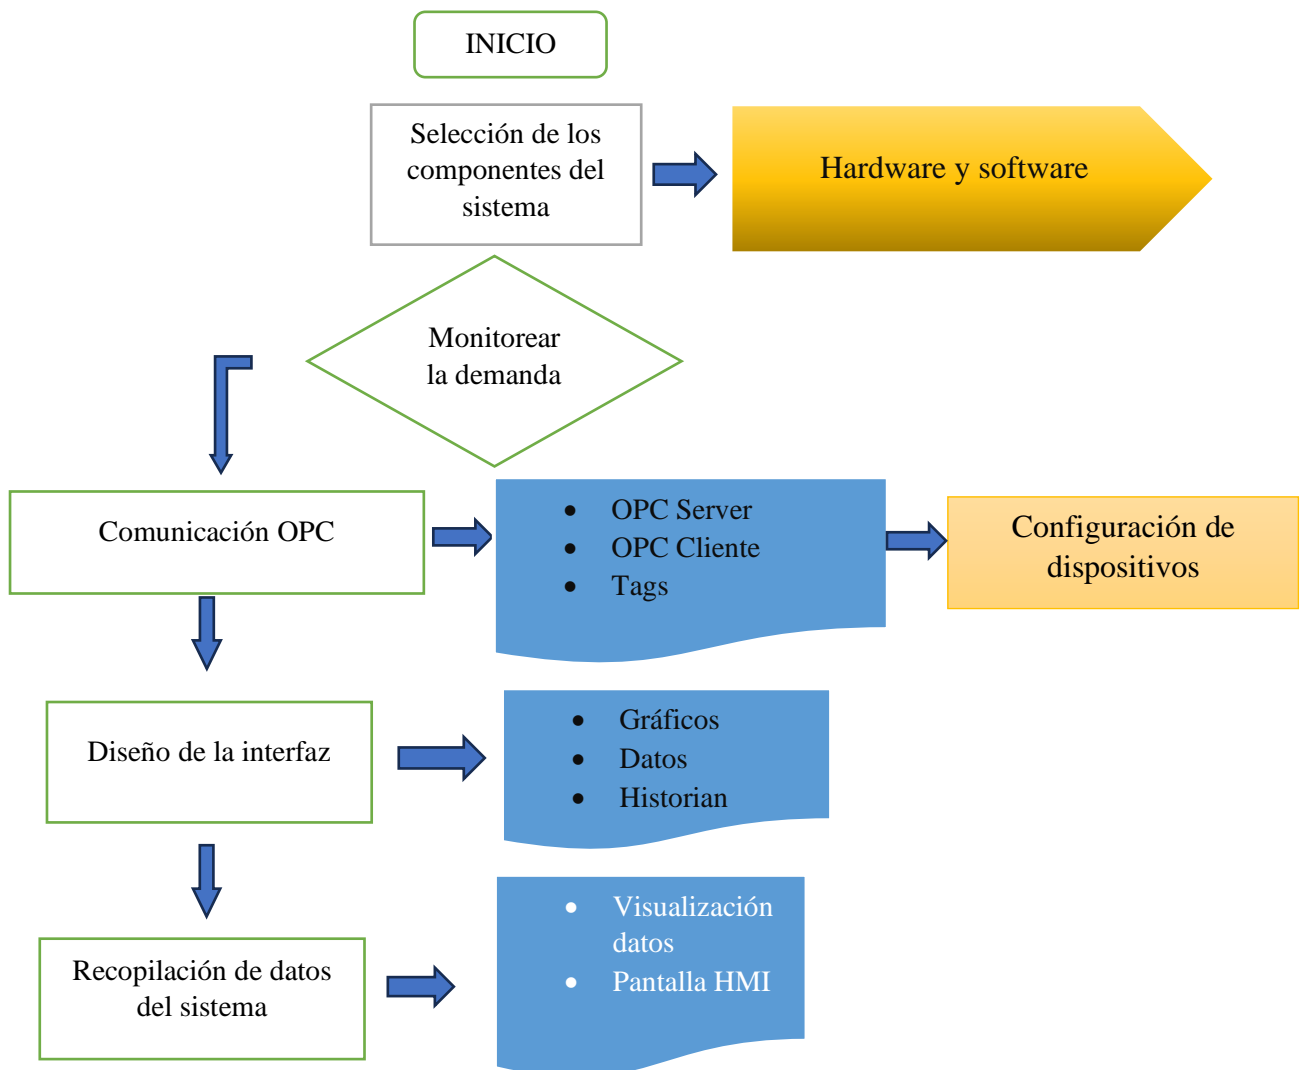 INICIO
Selección de los
componentes del
sistema
Hardware y software
Monitorear
la demanda
Comunicación OPC
• OPC Server
• OPC Cliente
• Tags
Configuración de
dispositivos
Diseño de la interfaz
• Gráficos
• Datos
• Historian
Recopilación de datos
del sistema
• Visualización
datos
• Pantalla HMI